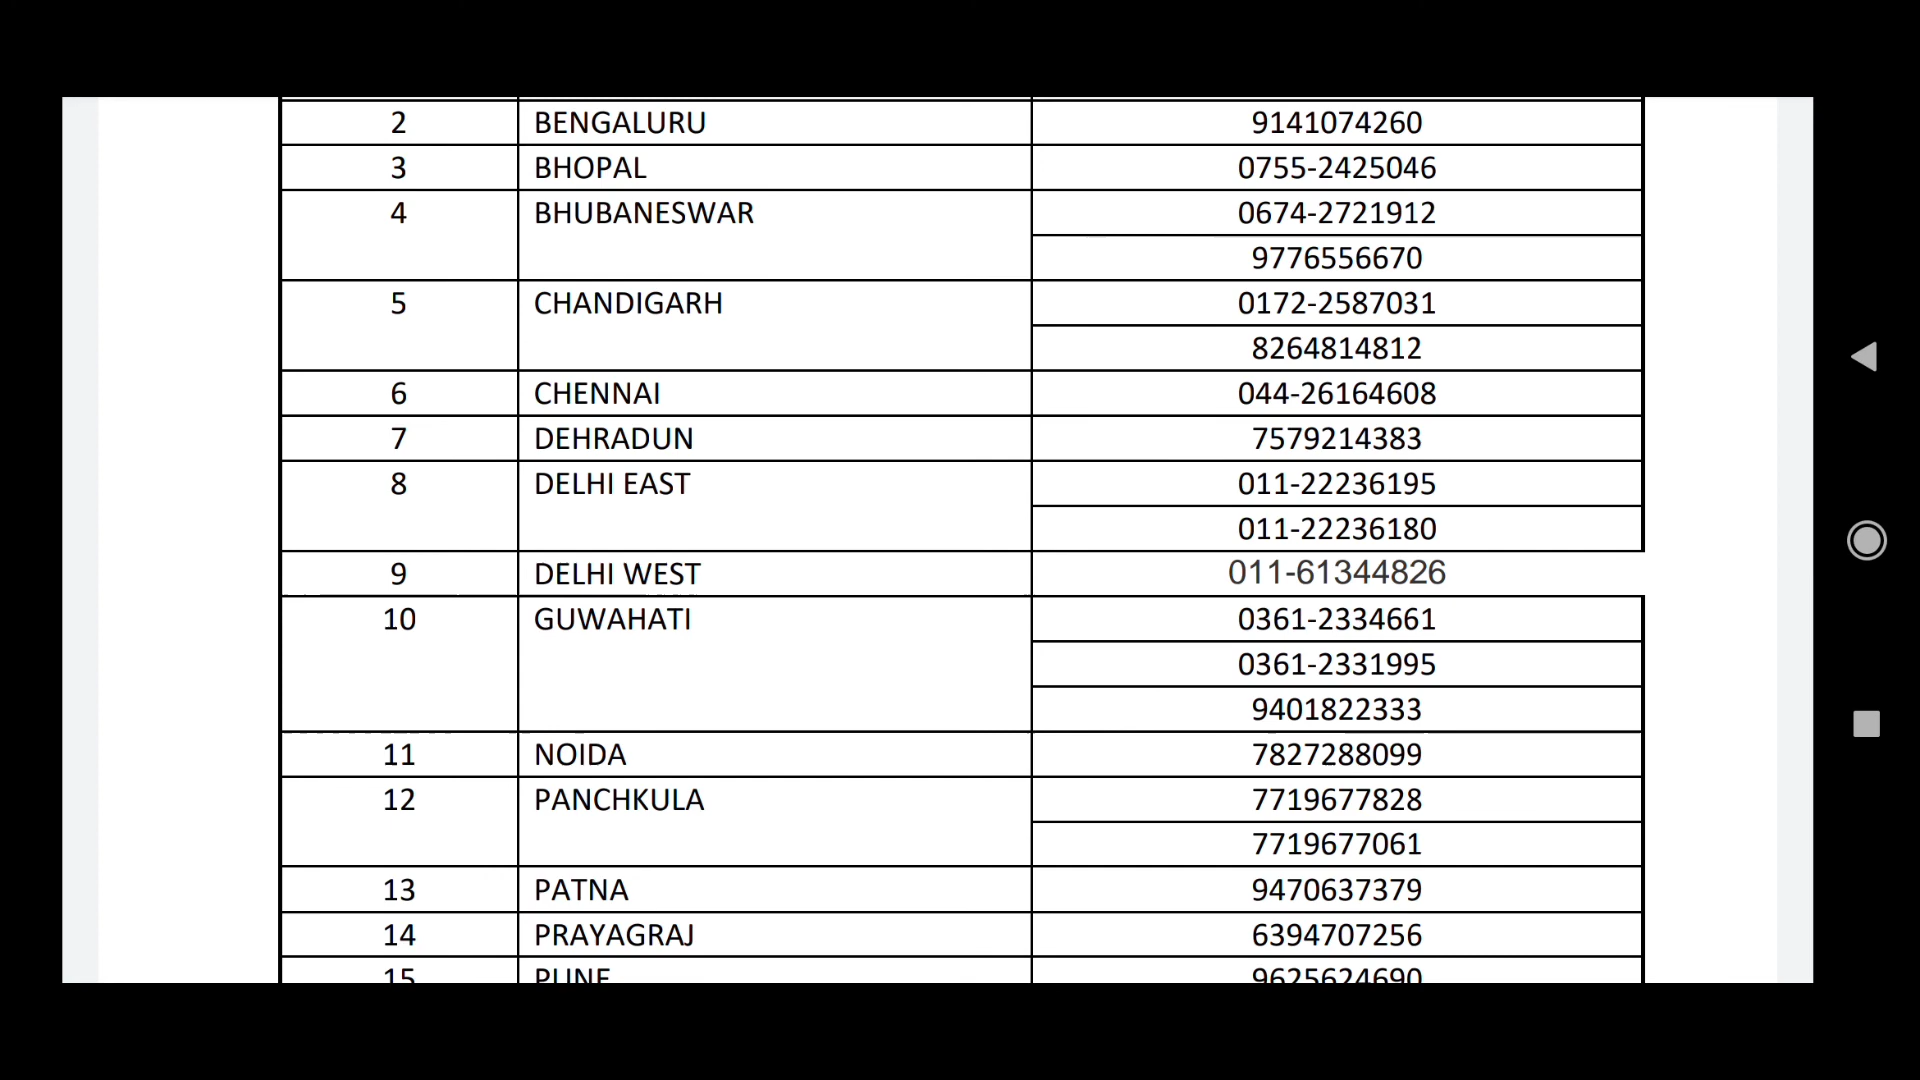 2 BENGALURU 9141074260
3 BHOPAL 0755-2425046
4 BHUBANESWAR 0674-2721912
9776556670
5 CHANDIGARH 0172-2587031
8264814812
6 CHENNAI 044-26164608
7 DEHRADUN 7579214383
8 DELHI EAST 011-22236195
011-22236180
9 DELHI WEST 011-61344826
10 GUWAHATI 0361-2334661
0361-2331995
9401822333
11 NOIDA 7827288099
12 PANCHKULA 7719677828
7719677061
13 PATNA 9470637379
14 PRAYAGRAJ 6394707256
15 PUNE 9625624690